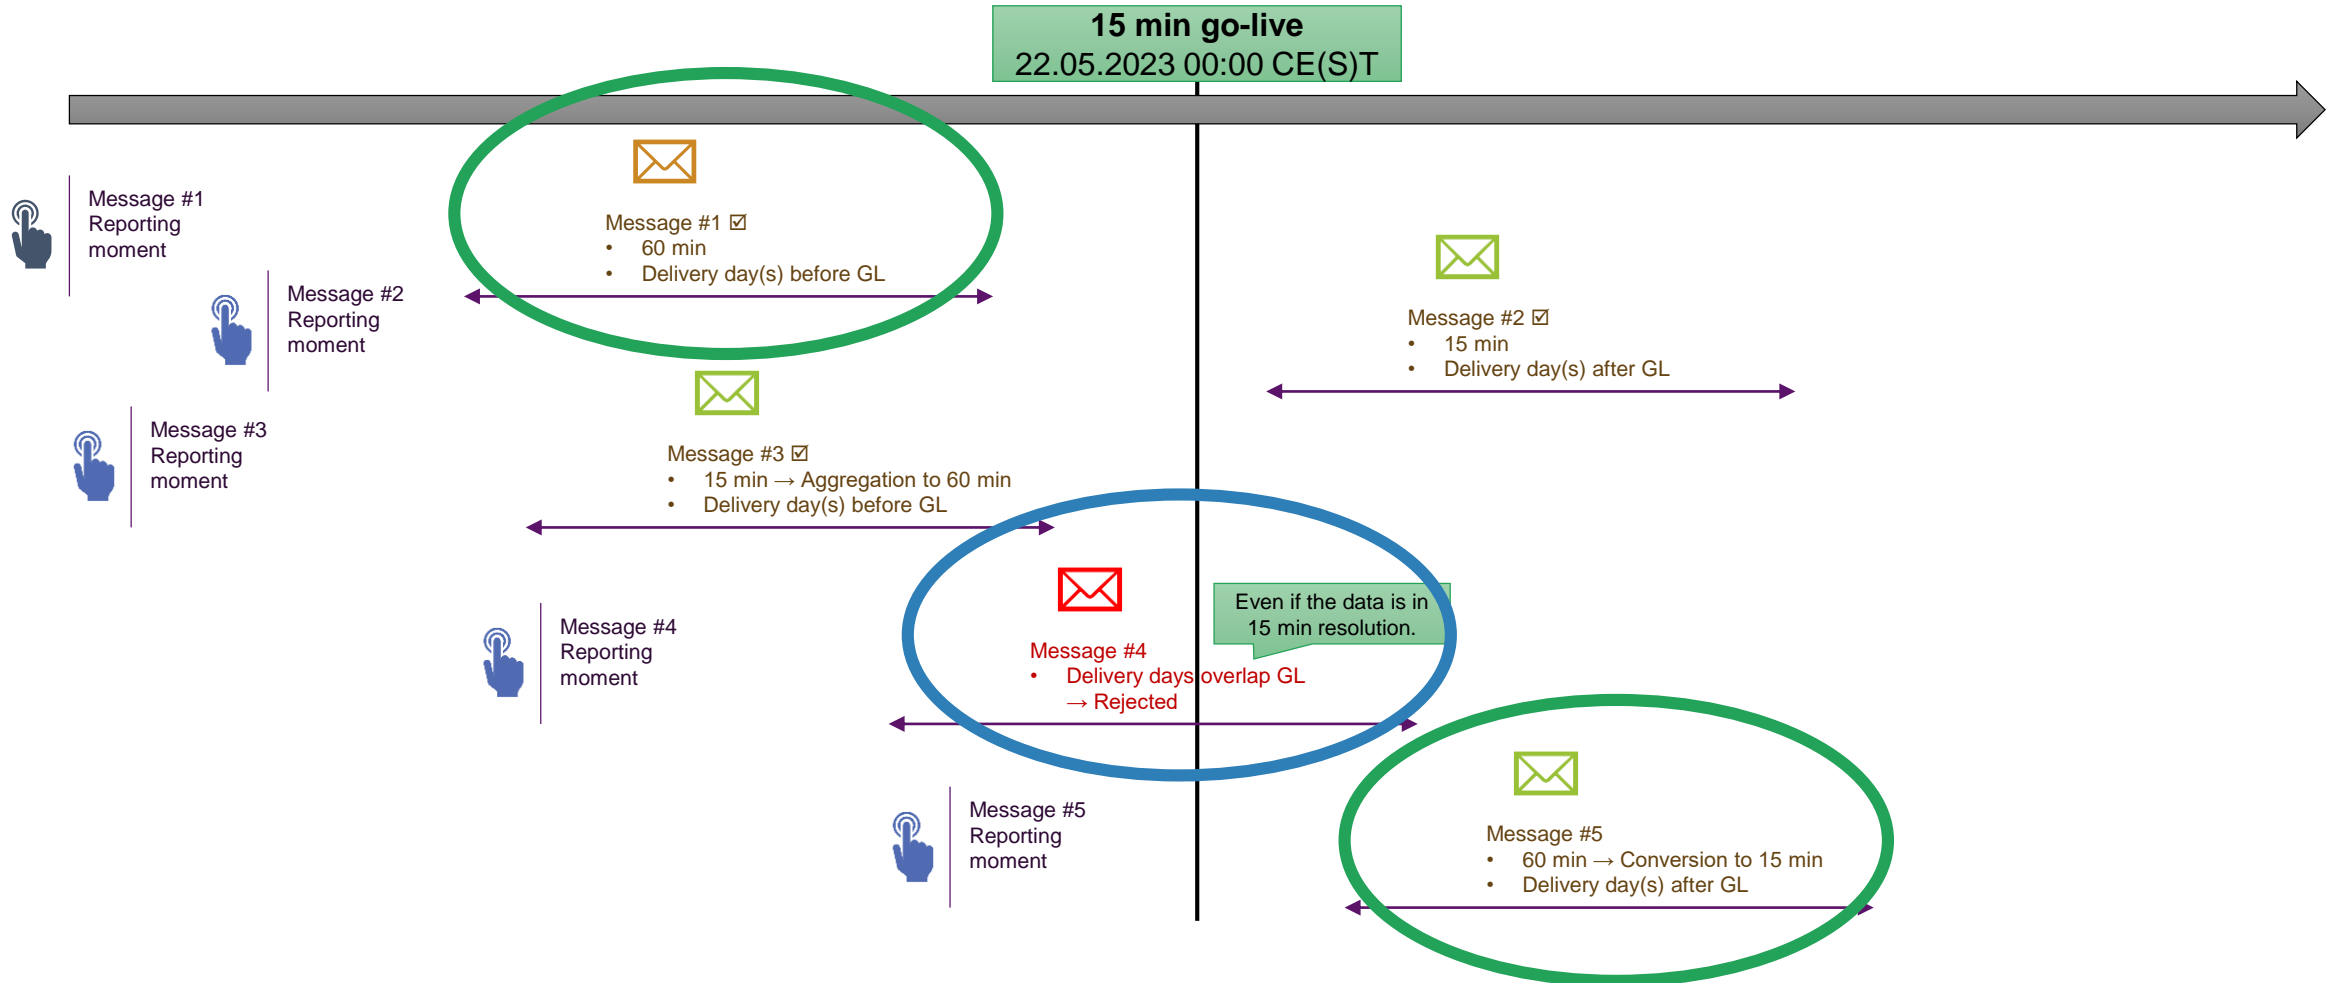 15 min go-live
22.05.2023 00:00 CE(S)T
Message #1
Reporting
moment
Message #1 ☑
• 60 min
• Delivery day(s) before GL
Message #2
Reporting
moment
Message #2 ☑
• 15 min
• Delivery day(s) after GL
Message #3
Reporting
moment
Message #3 ☑
• 15 min → Aggregation to 60 min
• Delivery day(s) before GL
Message #4
Reporting
moment
Even if the data is in
15 min resolution.
Message #4
• Delivery days overlap GL
→ Rejected
Message #5
Reporting
moment
Message #5
• 60 min → Conversion to 15 min
• Delivery day(s) after GL